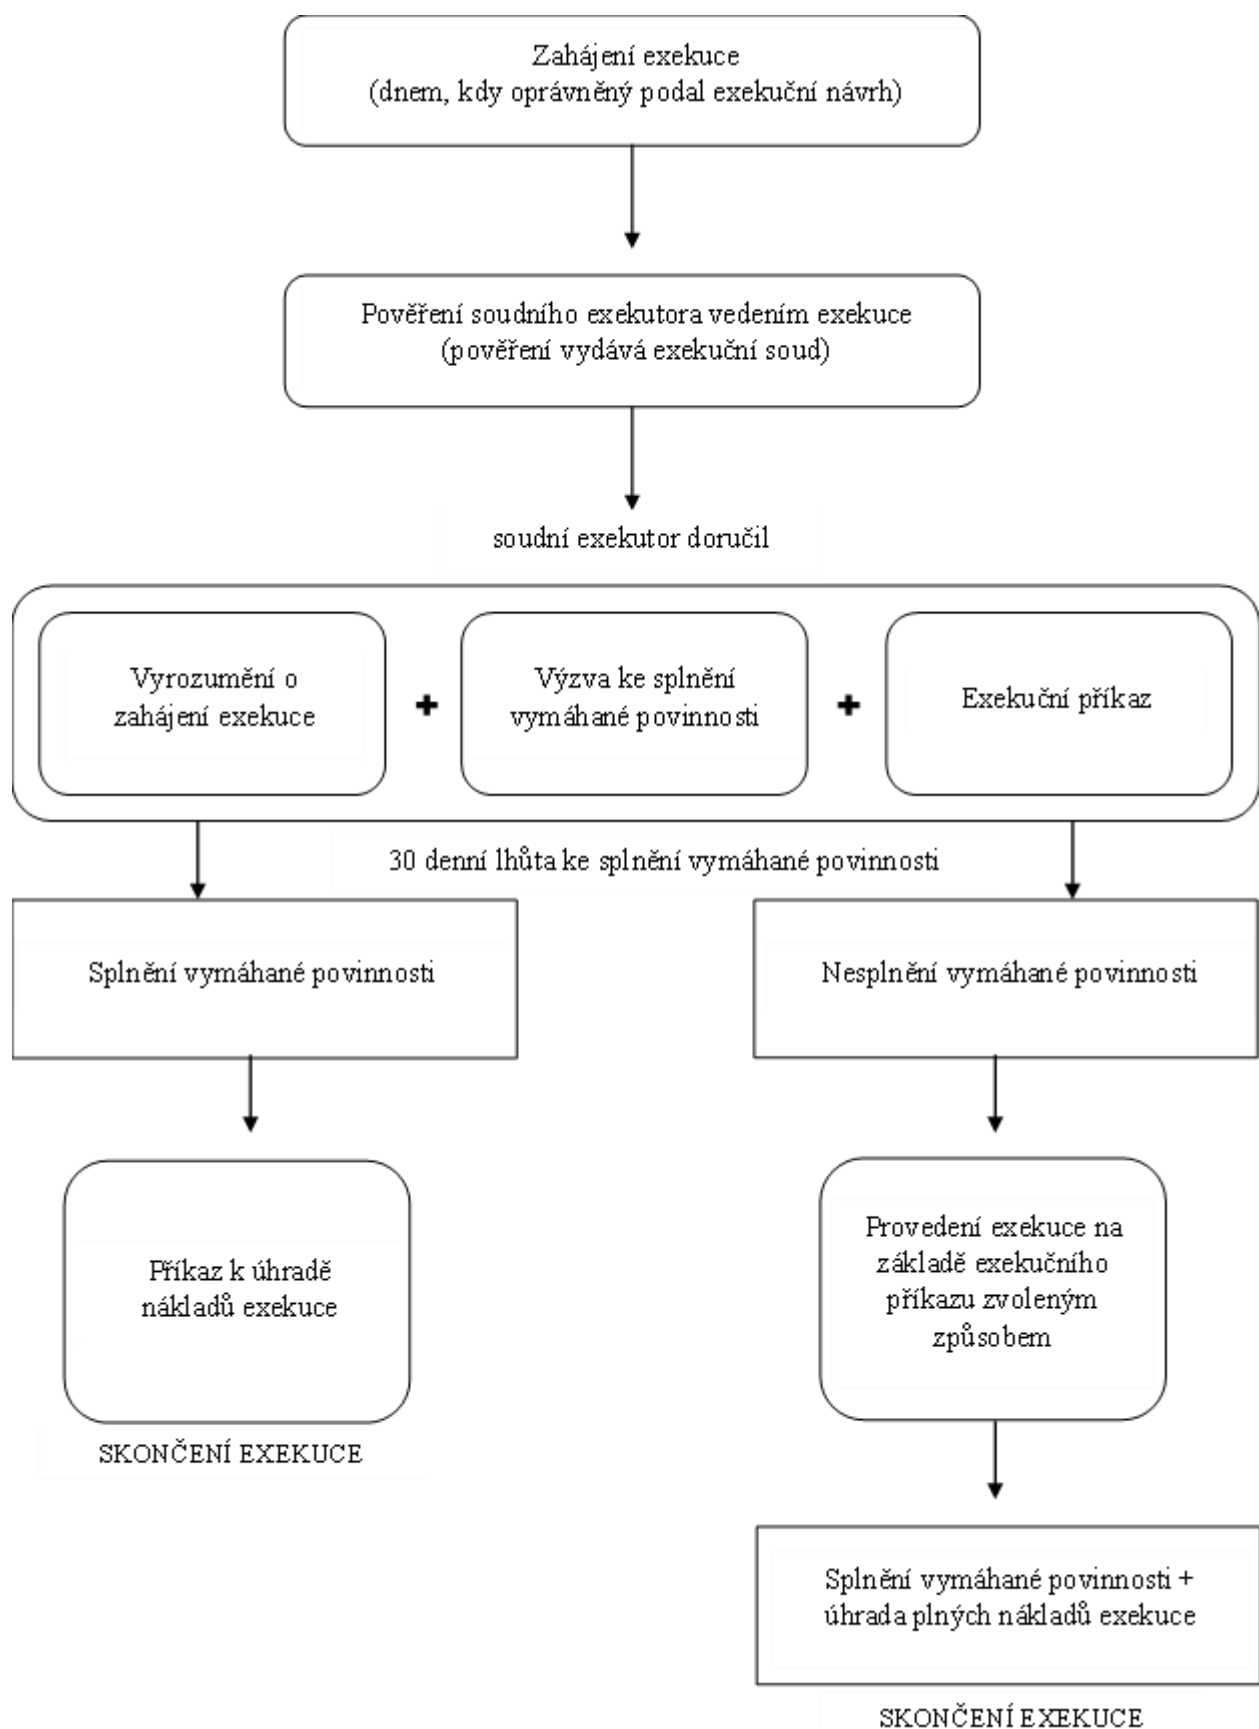 Zahájení exekuce
(dnem, kdy oprávněný podal exekuční návrh)
Pověření soudního exekutora vedením exekuce
(pověření vydává exekuční soud)
soudní exekutor doručil
Vyrozumění o
zahájení exekuce
+
Výzva ke splnění
vymáhané povinnosti
+
Exekuční příkaz
30 denní lhůta ke splnění vymáhané povinnosti
Splnění vymáhané povinnosti
Nesplnění vymáhané povinnosti
Příkaz k úhradě
nákladů exekuce
SKONČENÍ EXEKUCE
Provedení exekuce na
základě exekučního
příkazu zvoleným
způsobem
Splnění vymáhané povinnosti +
úhrada plných nákladů exekuce
SKONČENÍ EXEKUCE